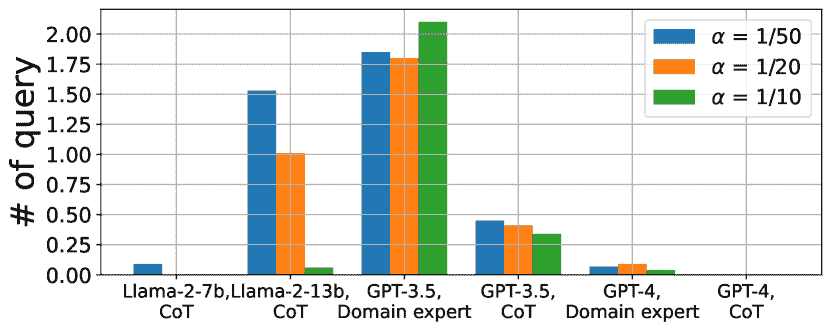 # of query
2.00
1.75
1.50
1.25
1.00
0.75
0.50
0.25
0.00
α = 1/50
α = 1/20
α = 1/10
Llama-2-7b,
CoT
Llama-2-13b,
CoT
GPT-3.5,
Domain expert
GPT-3.5,
CoT
GPT-4,
Domain expert
GPT-4,
CoT